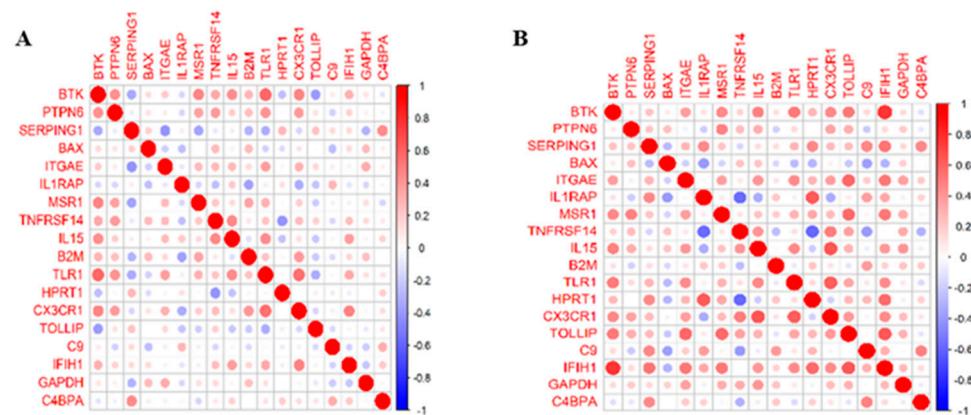 A
BTK PTPN6 SERPING1 BAX ITGAE IL1RAP MSR1 TNFRSF14 IL15 B2M TLR1 HPRT1 CX3CR1 TOLLIP C9 IFIH1 GAPDH C4BPA
BTK
PTPN6
SERPING1
BAX
ITGAE
IL1RAP
MSR1
TNFRSF14
IL15
B2M
TLR1
HPRT1
CX3CR1
TOLLIP
C9
IFIH1
GAPDH
C4BPA
1
0.8
0.6
0.4
0.2
0
-0.2
-0.4
-0.6
-0.8
-1
B
BTK PTPN6 SERPING1 BAX ITGAE IL1RAP MSR1 TNFRSF14 IL15 B2M TLR1 HPRT1 CX3CR1 TOLLIP C9 IFIH1 GAPDH C4BPA
BTK
PTPN6
SERPING1
BAX
ITGAE
IL1RAP
MSR1
TNFRSF14
IL15
B2M
TLR1
HPRT1
CX3CR1
TOLLIP
C9
IFIH1
GAPDH
C4BPA
1
0.8
0.6
0.4
0.2
0
-0.2
-0.4
-0.6
-0.8
-1